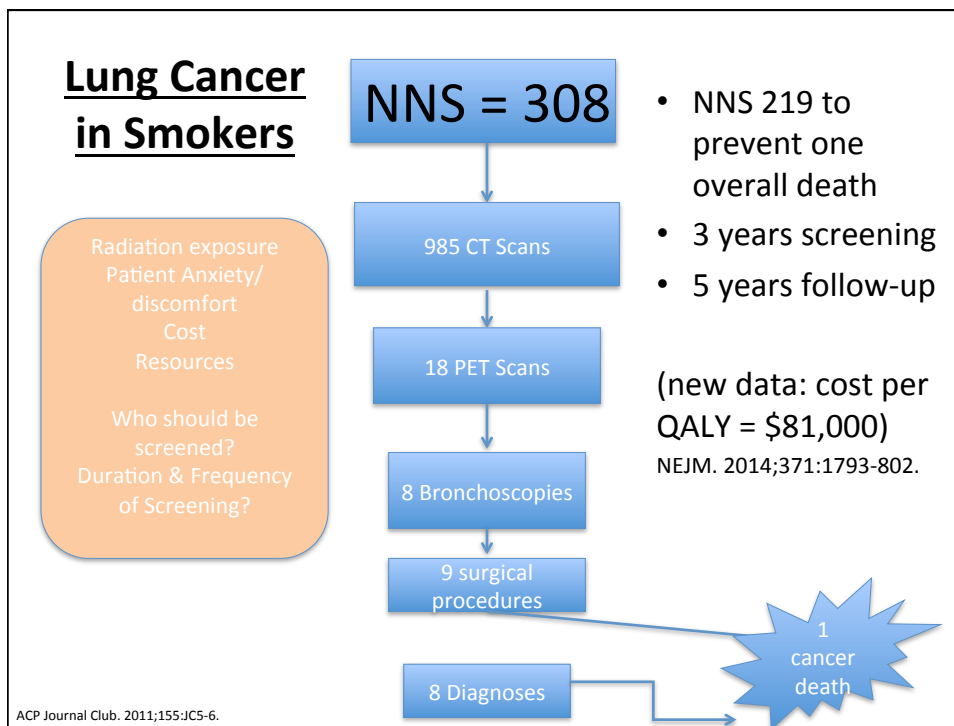 Lung Cancer
in Smokers
Radiation exposure
Patient Anxiety/
discomfort
Cost
Resources
Who should be
screened?
Duration & Frequency
of Screening?
NNS = 308
985 CT Scans
18 PET Scans
8 Bronchoscopies
9 surgical
procedures
8 Diagnoses
1
cancer
death
• NNS 219 to
prevent one
overall death
• 3 years screening
• 5 years follow-up
(new data: cost per
QALY = $81,000)
NEJM. 2014;371:1793-802.
ACP Journal Club. 2011;155:JC5-6.